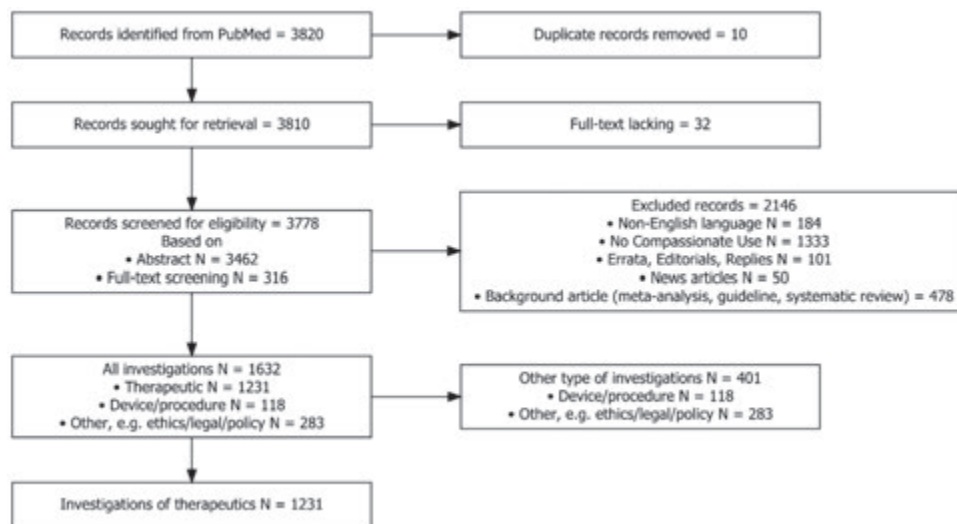 Records identified from PubMed = 3820
Duplicate records removed = 10
Records sought for retrieval = 3810
Full-text lacking = 32
Records screened for eligibility = 3778
Based on
• Abstract N = 3462
• Full-text screening N = 316
Excluded records = 2146
• Non-English language N = 184
• No Compassionate Use N = 1333
• Errata, Editorials, Replies N = 101
• News articles N = 50
• Background article (meta-analysis, guideline, systematic review) = 478
All investigations N = 1632
• Therapeutic N = 1231
• Device/procedure N = 118
• Other, e.g. ethics/legal/policy N = 283
Other type of investigations N = 401
• Device/procedure N = 118
• Other, e.g. ethics/legal/policy N = 283
Investigations of therapeutics N = 1231